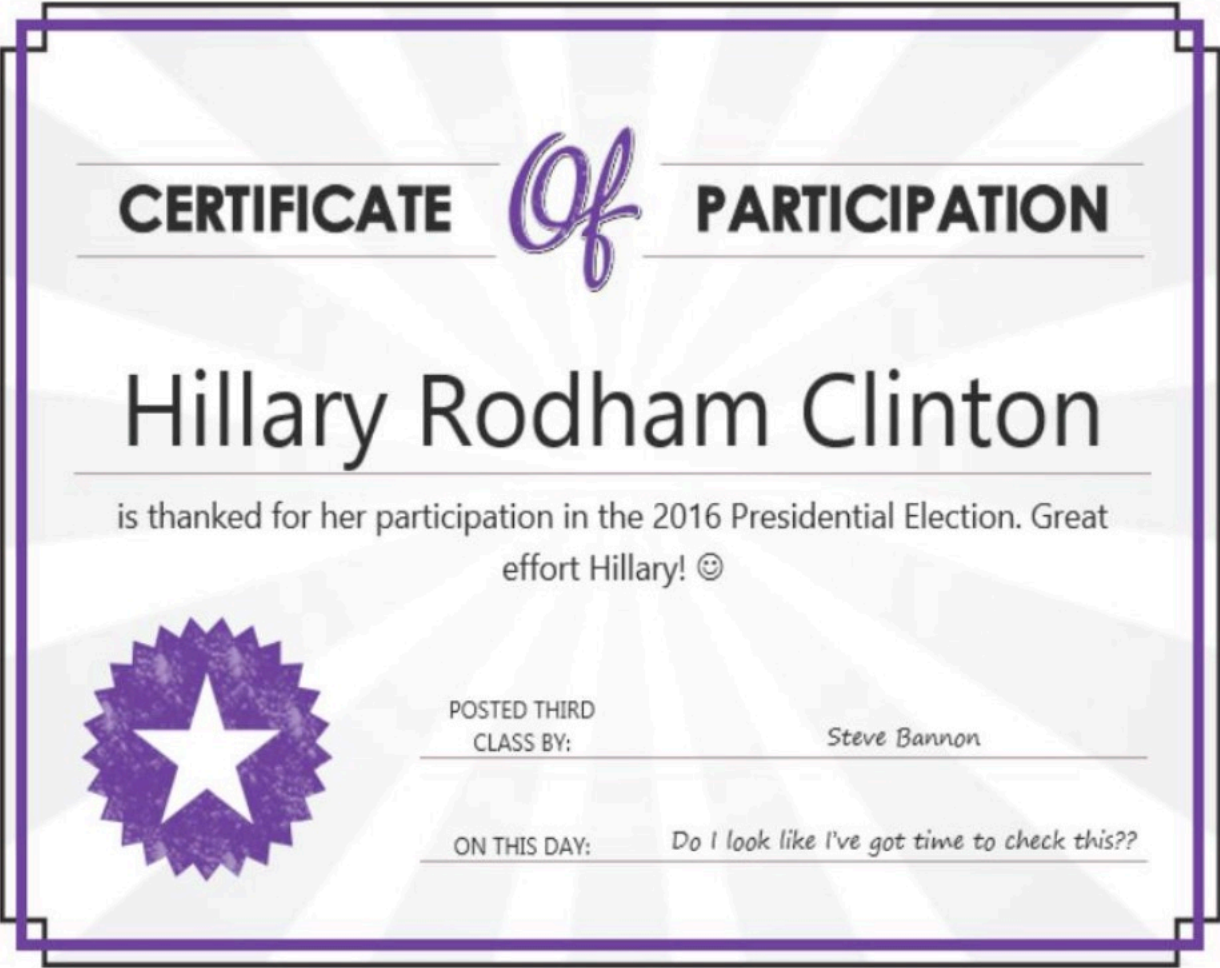 CERTIFICATE Of PARTICIPATION
Hillary Rodham Clinton
is thanked for her participation in the 2016 Presidential Election. Great
effort Hillary! ☺
POSTED THIRD
CLASS BY: Steve Bannon
ON THIS DAY: Do I look like I've got time to check this??